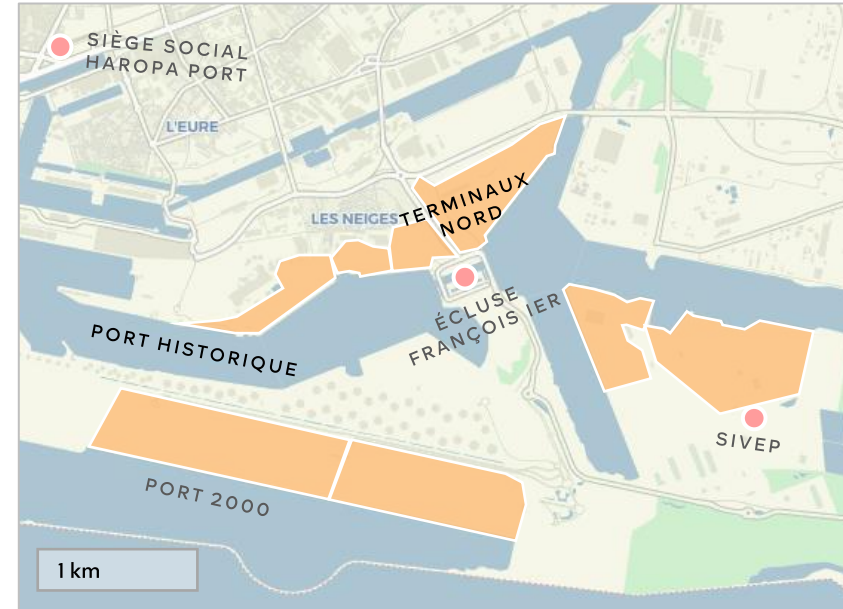 SIÈGE SOCIAL
HAROPA PORT
L'EURE
LES NEIGES
TERMINAUX
NORD
ÉCLUSE
FRANÇOIS IER
PORT HISTORIQUE
SIVEP
PORT 2000
1 km